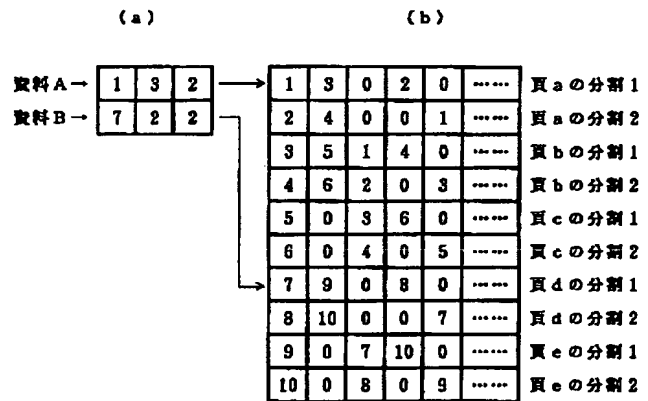 (a) (b)
資料A→ 1 3 2 → 1 3 0 2 0 …… 頁aの分割1
資料B→ 7 2 2 2 4 0 0 1 …… 頁aの分割2
3 5 1 4 0 …… 頁bの分割1
4 6 2 0 3 …… 頁bの分割2
5 0 3 6 0 …… 頁cの分割1
6 0 4 0 5 …… 頁cの分割2
7 9 0 8 0 …… 頁dの分割1
8 10 0 0 7 …… 頁dの分割2
9 0 7 10 0 …… 頁eの分割1
10 0 8 0 9 …… 頁eの分割2